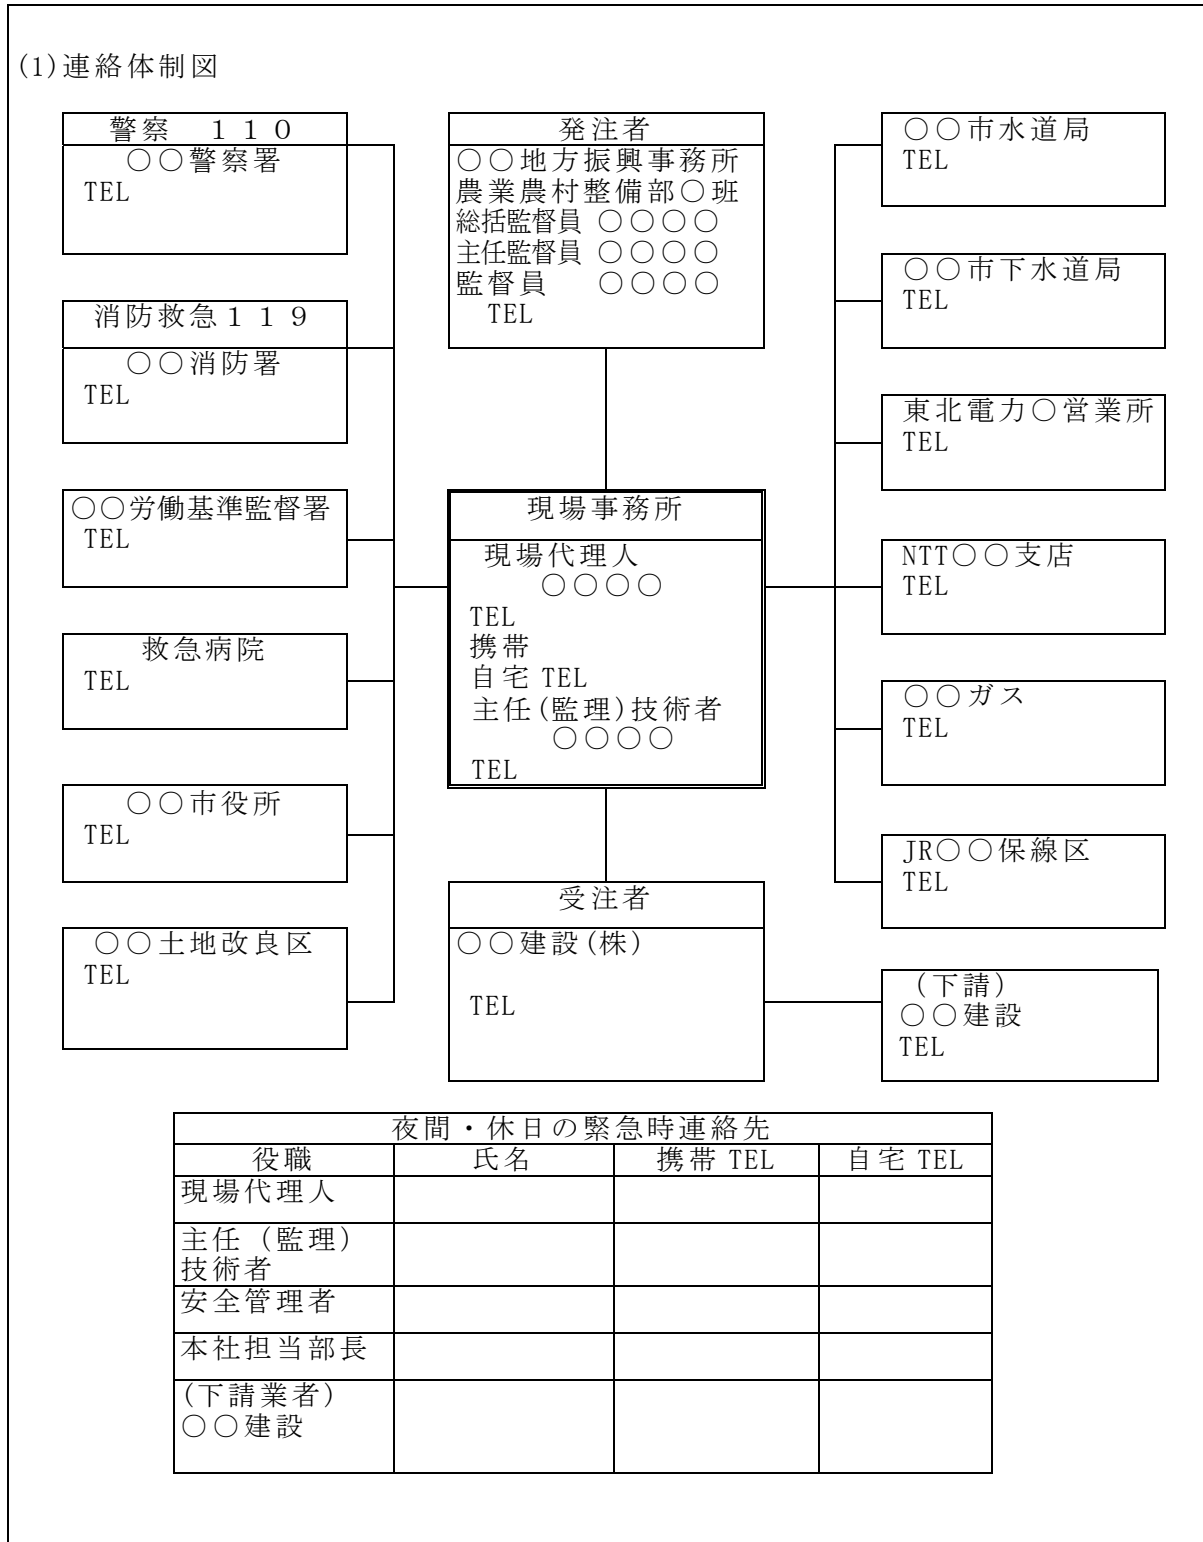 (1)連絡体制図
警察 １１０
○○警察署
TEL
消防救急１１９
○○消防署
TEL
○○労働基準監督署
TEL
救急病院
TEL
○○市役所
TEL
○○土地改良区
TEL
発注者
○○地方振興事務所
農業農村整備部○班
総括監督員 ○○○○
主任監督員 ○○○○
監督員 ○○○○
TEL
現場事務所
現場代理人
○○○○
TEL
携帯
自宅 TEL
主任(監理)技術者
○○○○
TEL
受注者
○○建設(株)
TEL
○○市水道局
TEL
○○市下水道局
TEL
東北電力○営業所
TEL
NTT○○支店
TEL
○○ガス
TEL
JR○○保線区
TEL
(下請)
○○建設
TEL
夜間・休日の緊急時連絡先
役職 氏名 携帯 TEL 自宅 TEL
現場代理人
主任(監理)
技術者
安全管理者
本社担当部長
(下請業者)
○○建設